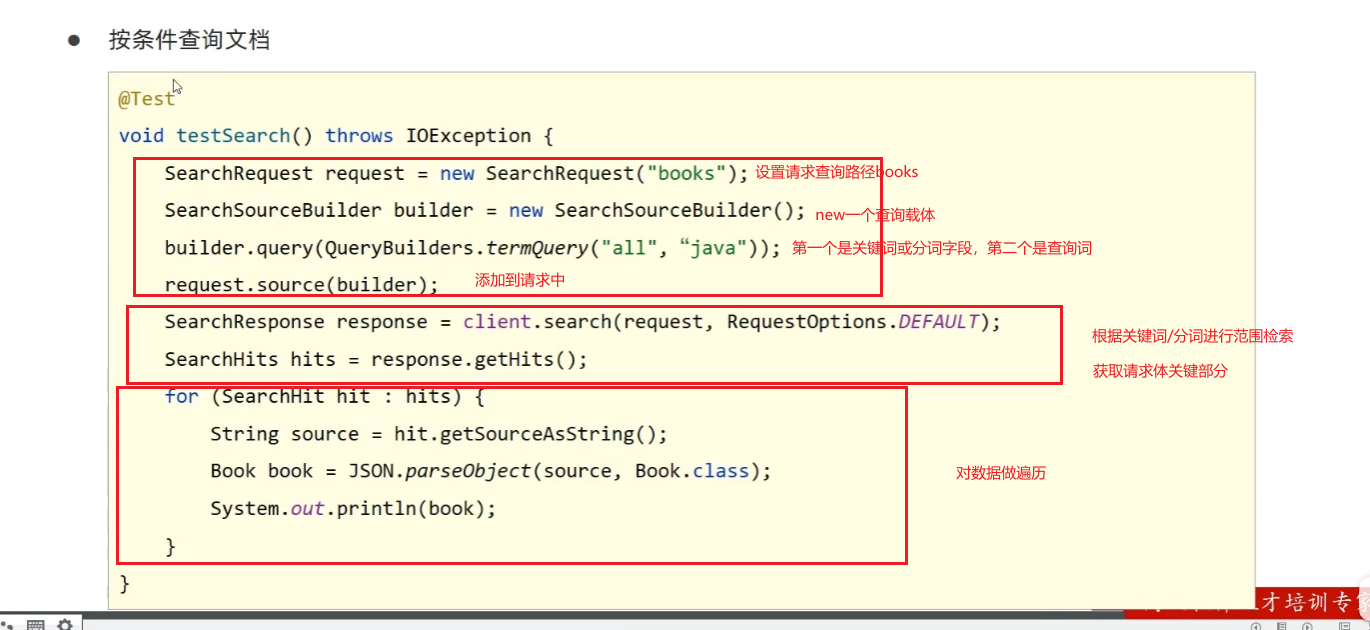 按条件查询文档
@Test
void testSearch() throws IOException {
SearchRequest request = new SearchRequest("books"); 设置请求查询路径books
SearchSourceBuilder builder = new SearchSourceBuilder(); new一个查询载体
builder.query(QueryBuilders.termQuery("all", “java")); 第一个是关键词或分词字段，第二个是查询词
request.source(builder); 添加到请求中
SearchResponse response = client.search(request, RequestOptions.DEFAULT);
根据关键词/分词进行范围检索
SearchHits hits = response.getHits();
获取请求体关键部分
for (SearchHit hit : hits) {
String source = hit.getSourceAsString();
Book book = JSON.parseObject(source, Book.class); 对数据做遍历
System.out.println(book);
}
}
才培训专家